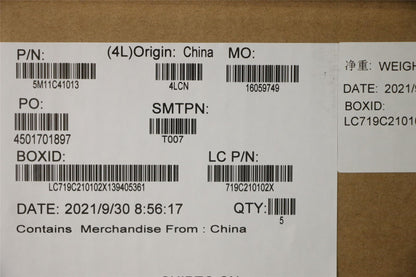 P/N: (4L)Origin: China MO:
5M11C41013 4LCN 16059749
PO: SMTPN:
4501701897 T007
BOXID: LC P/N:
LC719C210102X139405361 719C210102X
DATE: 2021/9/30 8:56:17 QTY:
5
Contains Merchandise From : China
净重: WEIGH
DATE: 2021/9
BOXID:
LC719C21010